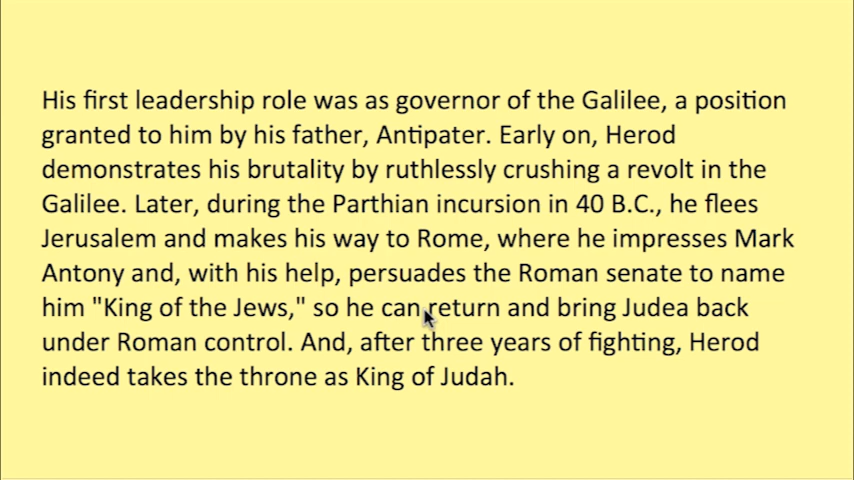 His first leadership role was as governor of the Galilee, a position
granted to him by his father, Antipater. Early on, Herod
demonstrates his brutality by ruthlessly crushing a revolt in the
Galilee. Later, during the Parthian incursion in 40 B.C., he flees
Jerusalem and makes his way to Rome, where he impresses Mark
Antony and, with his help, persuades the Roman senate to name
him "King of the Jews," so he can return and bring Judea back
under Roman control. And, after three years of fighting, Herod
indeed takes the throne as King of Judah.